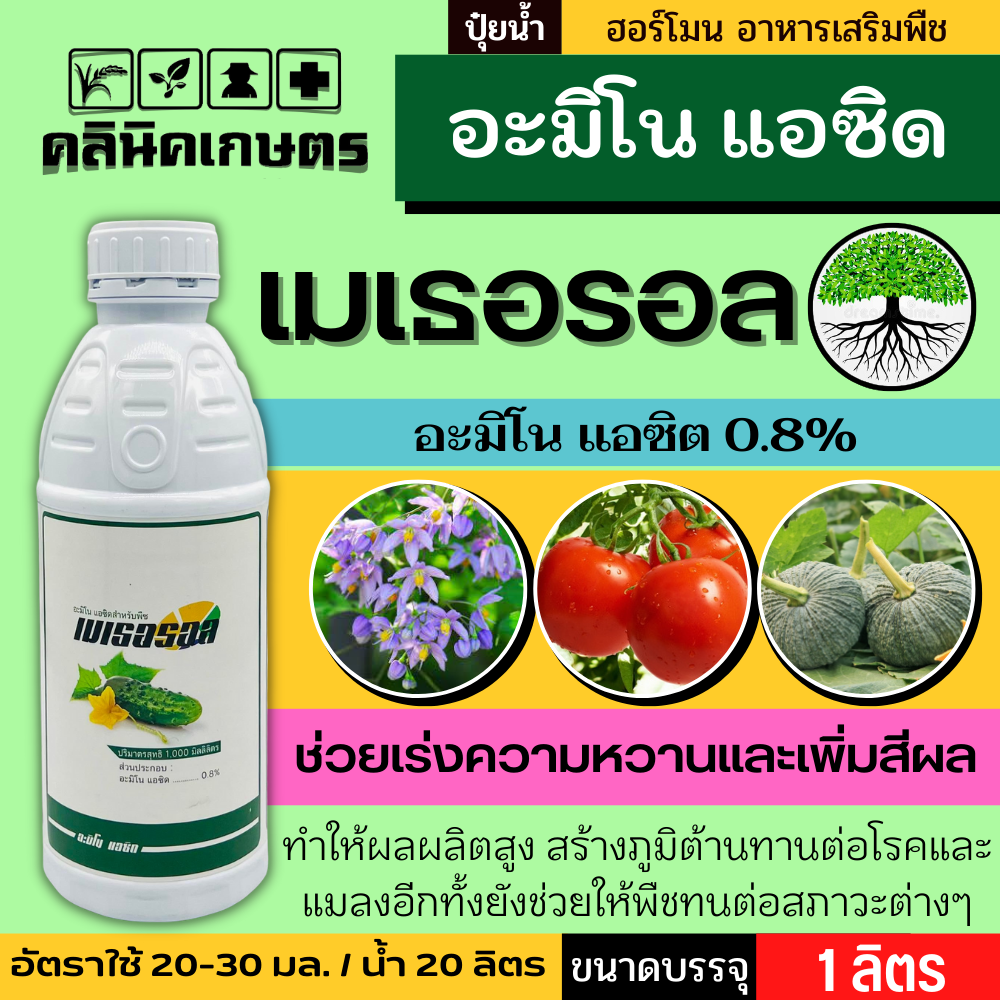 ปุ๋ยน้ำ ฮอร์โมน อาหารเสริมพืช
คลินิคเกษตร
อะมิโน แอซิด
เมเธอรอล
อะมิโน แอซิต 0.8%
อะมิโน แอซิดสำหรับพืช
เมเธอรอล
ปริมาตรสุทธิ 1,000 มิลลิลิตร
ส่วนประกอบ :
อะมิโน แอซิด 0.8%
อะมิโน แอซิด
ช่วยเร่งความหวานและเพิ่มสีผล
ทำให้ผลผลิตสูง สร้างภูมิต้านทานต่อโรคและ
แมลงอีกทั้งยังช่วยให้พืชทนต่อสภาวะต่างๆ
อัตราใช้ 20-30 มล. / น้ำ 20 ลิตร ขนาดบรรจุ 1 ลิตร